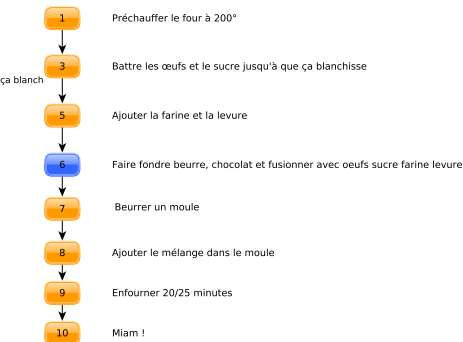 1 Préchauffer le four à 200°
3 Battre les œufs et le sucre jusqu'à que ça blanchisse
ça blanch
5 Ajouter la farine et la levure
6 Faire fondre beurre, chocolat et fusionner avec oeufs sucre farine levure
7 Beurrer un moule
8 Ajouter le mélange dans le moule
9 Enfourner 20/25 minutes
10 Miam !